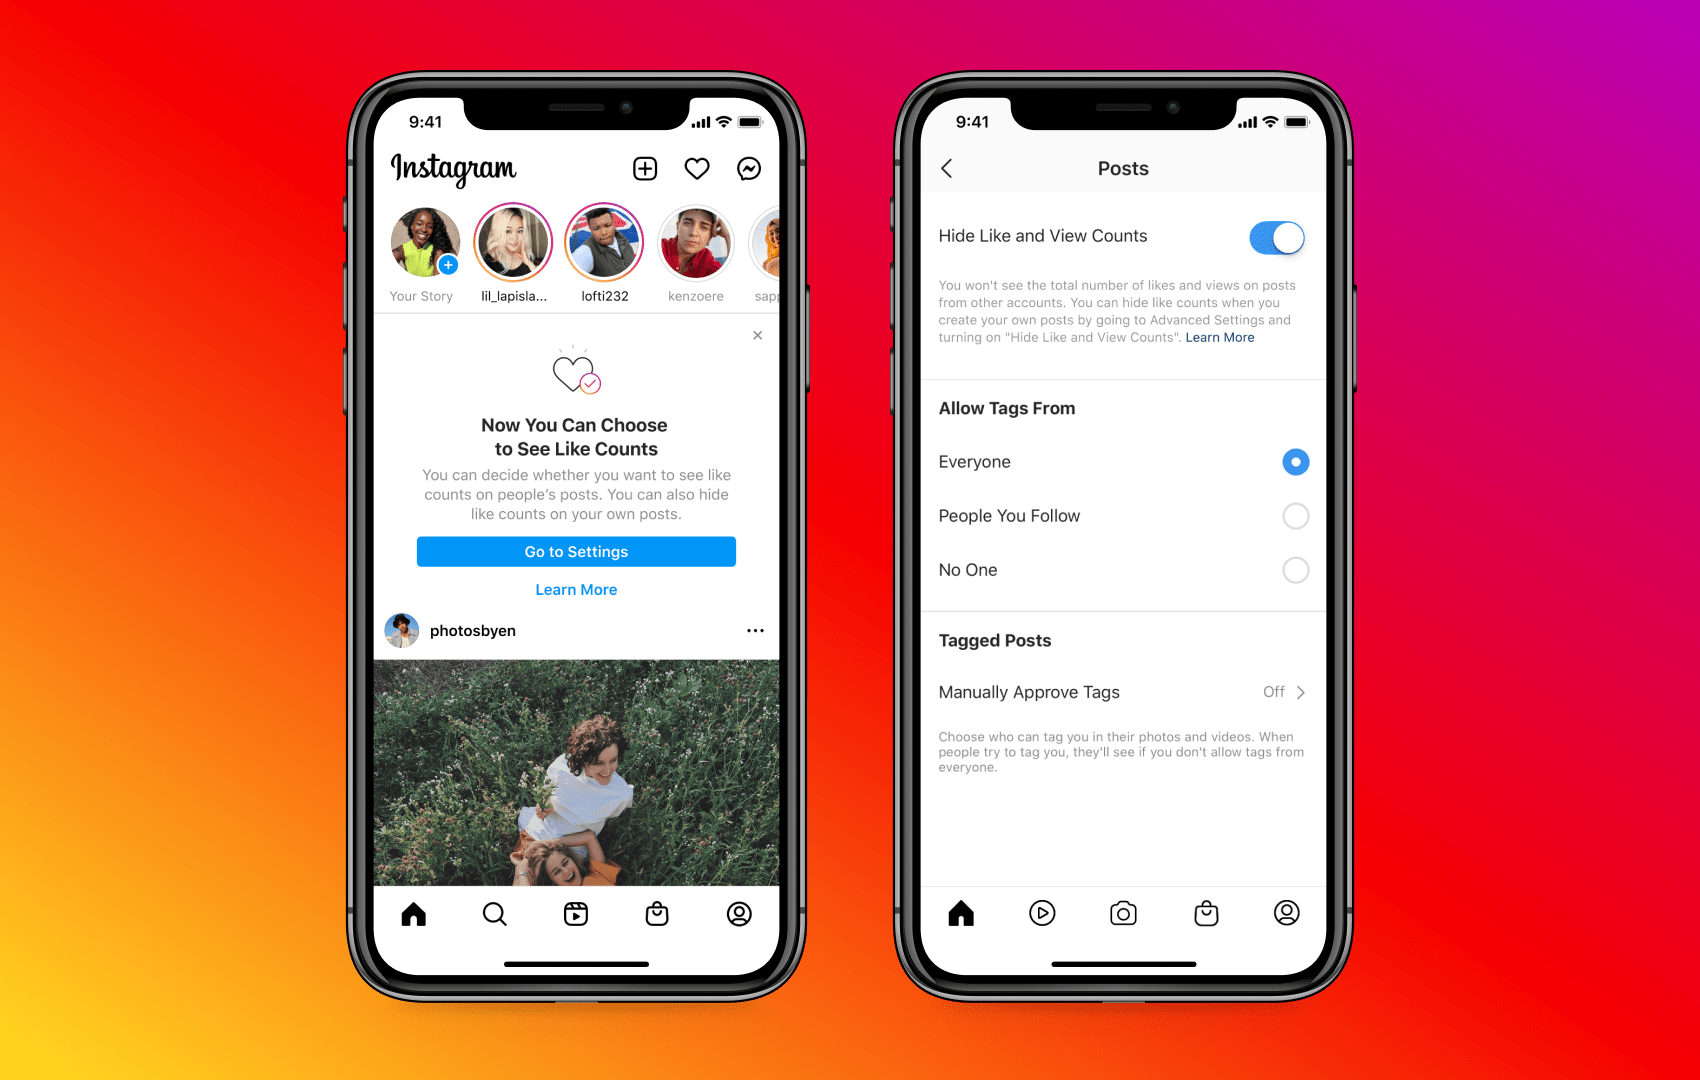 9:41
Instagram
Your Story
lil_lapisla...
lofti232
kenzoere
sapp
Now You Can Choose
to See Like Counts
You can decide whether you want to see like
counts on people’s posts. You can also hide
like counts on your own posts.
Go to Settings
Learn More
photosbyen
9:41
Posts
Hide Like and View Counts
You won't see the total number of likes and views on posts
from other accounts. You can hide like counts when you
create your own posts by going to Advanced Settings and
turning on "Hide Like and View Counts". Learn More
Allow Tags From
Everyone
People You Follow
No One
Tagged Posts
Manually Approve Tags
Off
Choose who can tag you in their photos and videos. When
people try to tag you, they'll see if you don't allow tags from
everyone.